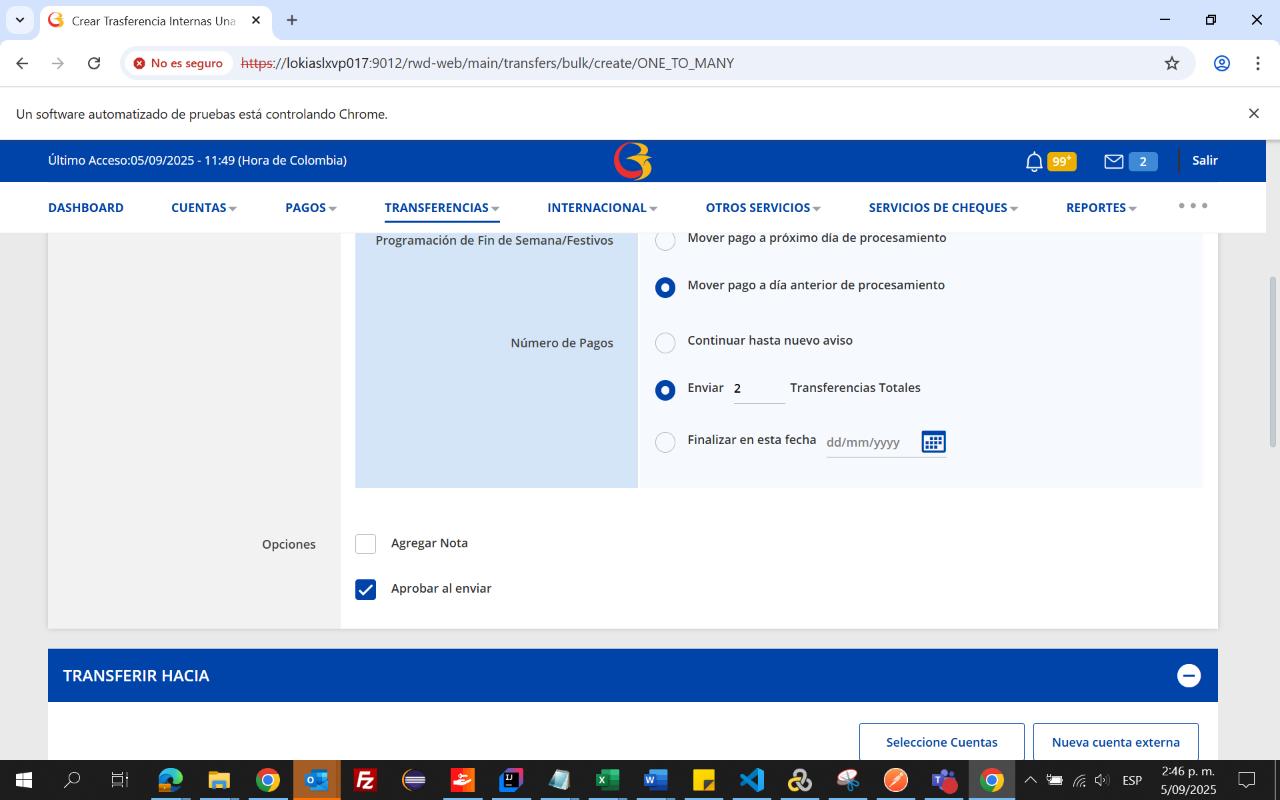 Crear Trasferencia Internas Una
No es seguro
https://lokiaslxvp017:9012/rwd-web/main/transfers/bulk/create/ONE_TO_MANY
Un software automatizado de pruebas está controlando Chrome.
Último Acceso:05/09/2025 - 11:49 (Hora de Colombia)
99+
2
Salir
DASHBOARD
CUENTAS
PAGOS
TRANSFERENCIAS
INTERNACIONAL
OTROS SERVICIOS
SERVICIOS DE CHEQUES
REPORTES
Programación de Fin de Semana/Festivos
Mover pago a próximo día de procesamiento
Mover pago a día anterior de procesamiento
Número de Pagos
Continuar hasta nuevo aviso
Enviar 2 Transferencias Totales
Finalizar en esta fecha dd/mm/yyyy
Opciones
Agregar Nota
Aprobar al enviar
TRANSFERIR HACIA
Seleccione Cuentas
Nueva cuenta externa
ESP
2:46 p. m.
5/09/2025